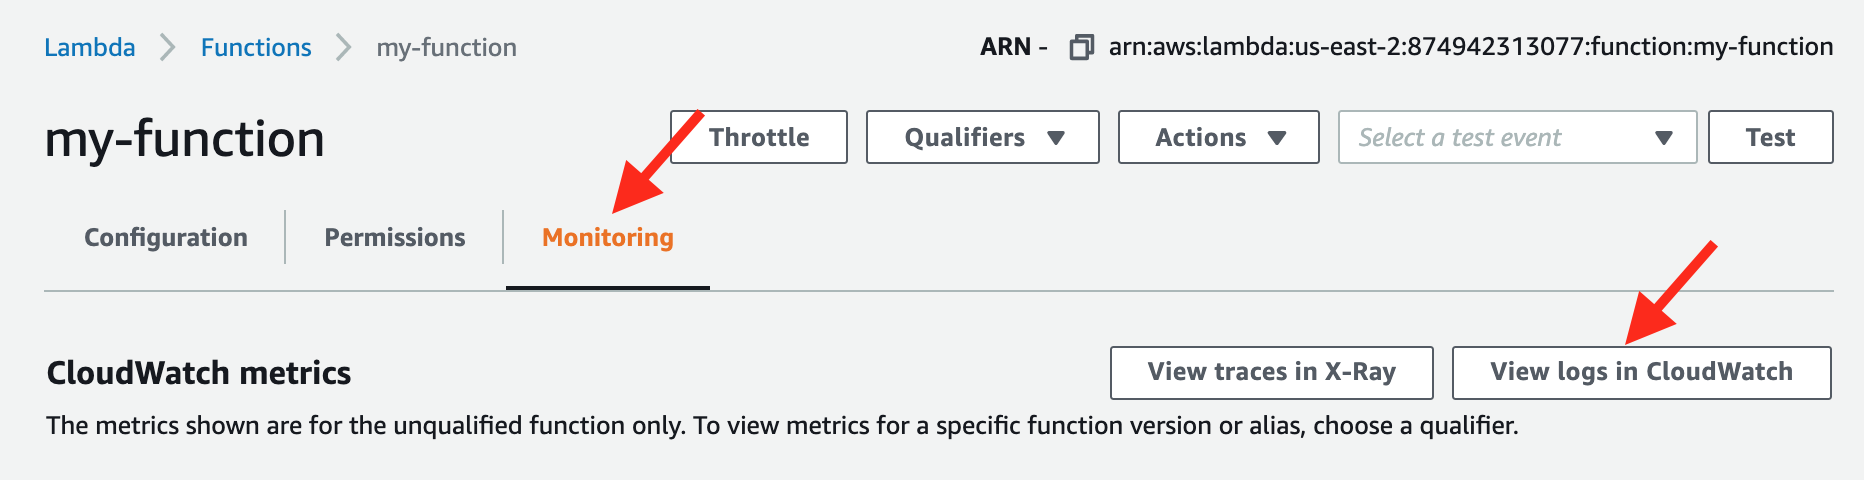 Lambda Functions my-function ARN - arn:aws:lambda:us-east-2:874942313077:function:my-function
my-function Throttle Qualifiers Actions Select a test event Test
Configuration Permissions Monitoring
CloudWatch metrics View traces in X-Ray View logs in CloudWatch
The metrics shown are for the unqualified function only. To view metrics for a specific function version or alias, choose a qualifier.